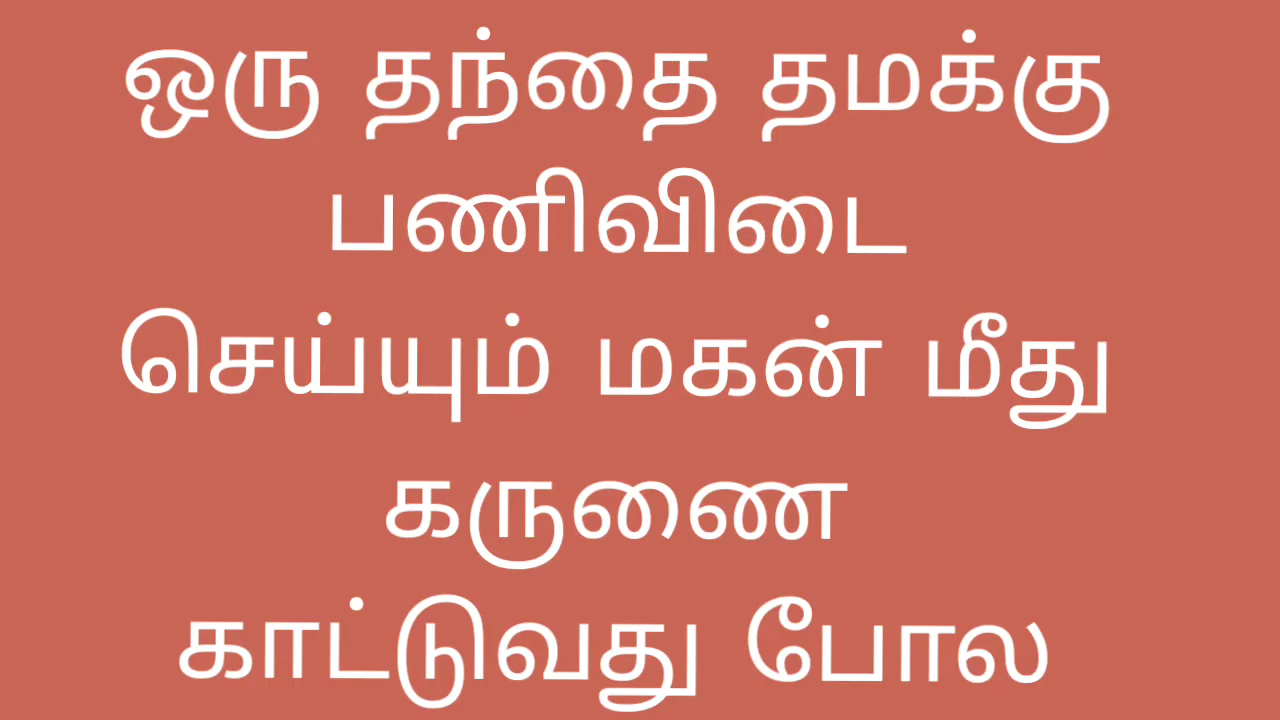 ஒரு தந்தை தமக்கு
பணிவிடை
செய்யும் மகன் மீது
கருணை
காட்டுவது போல